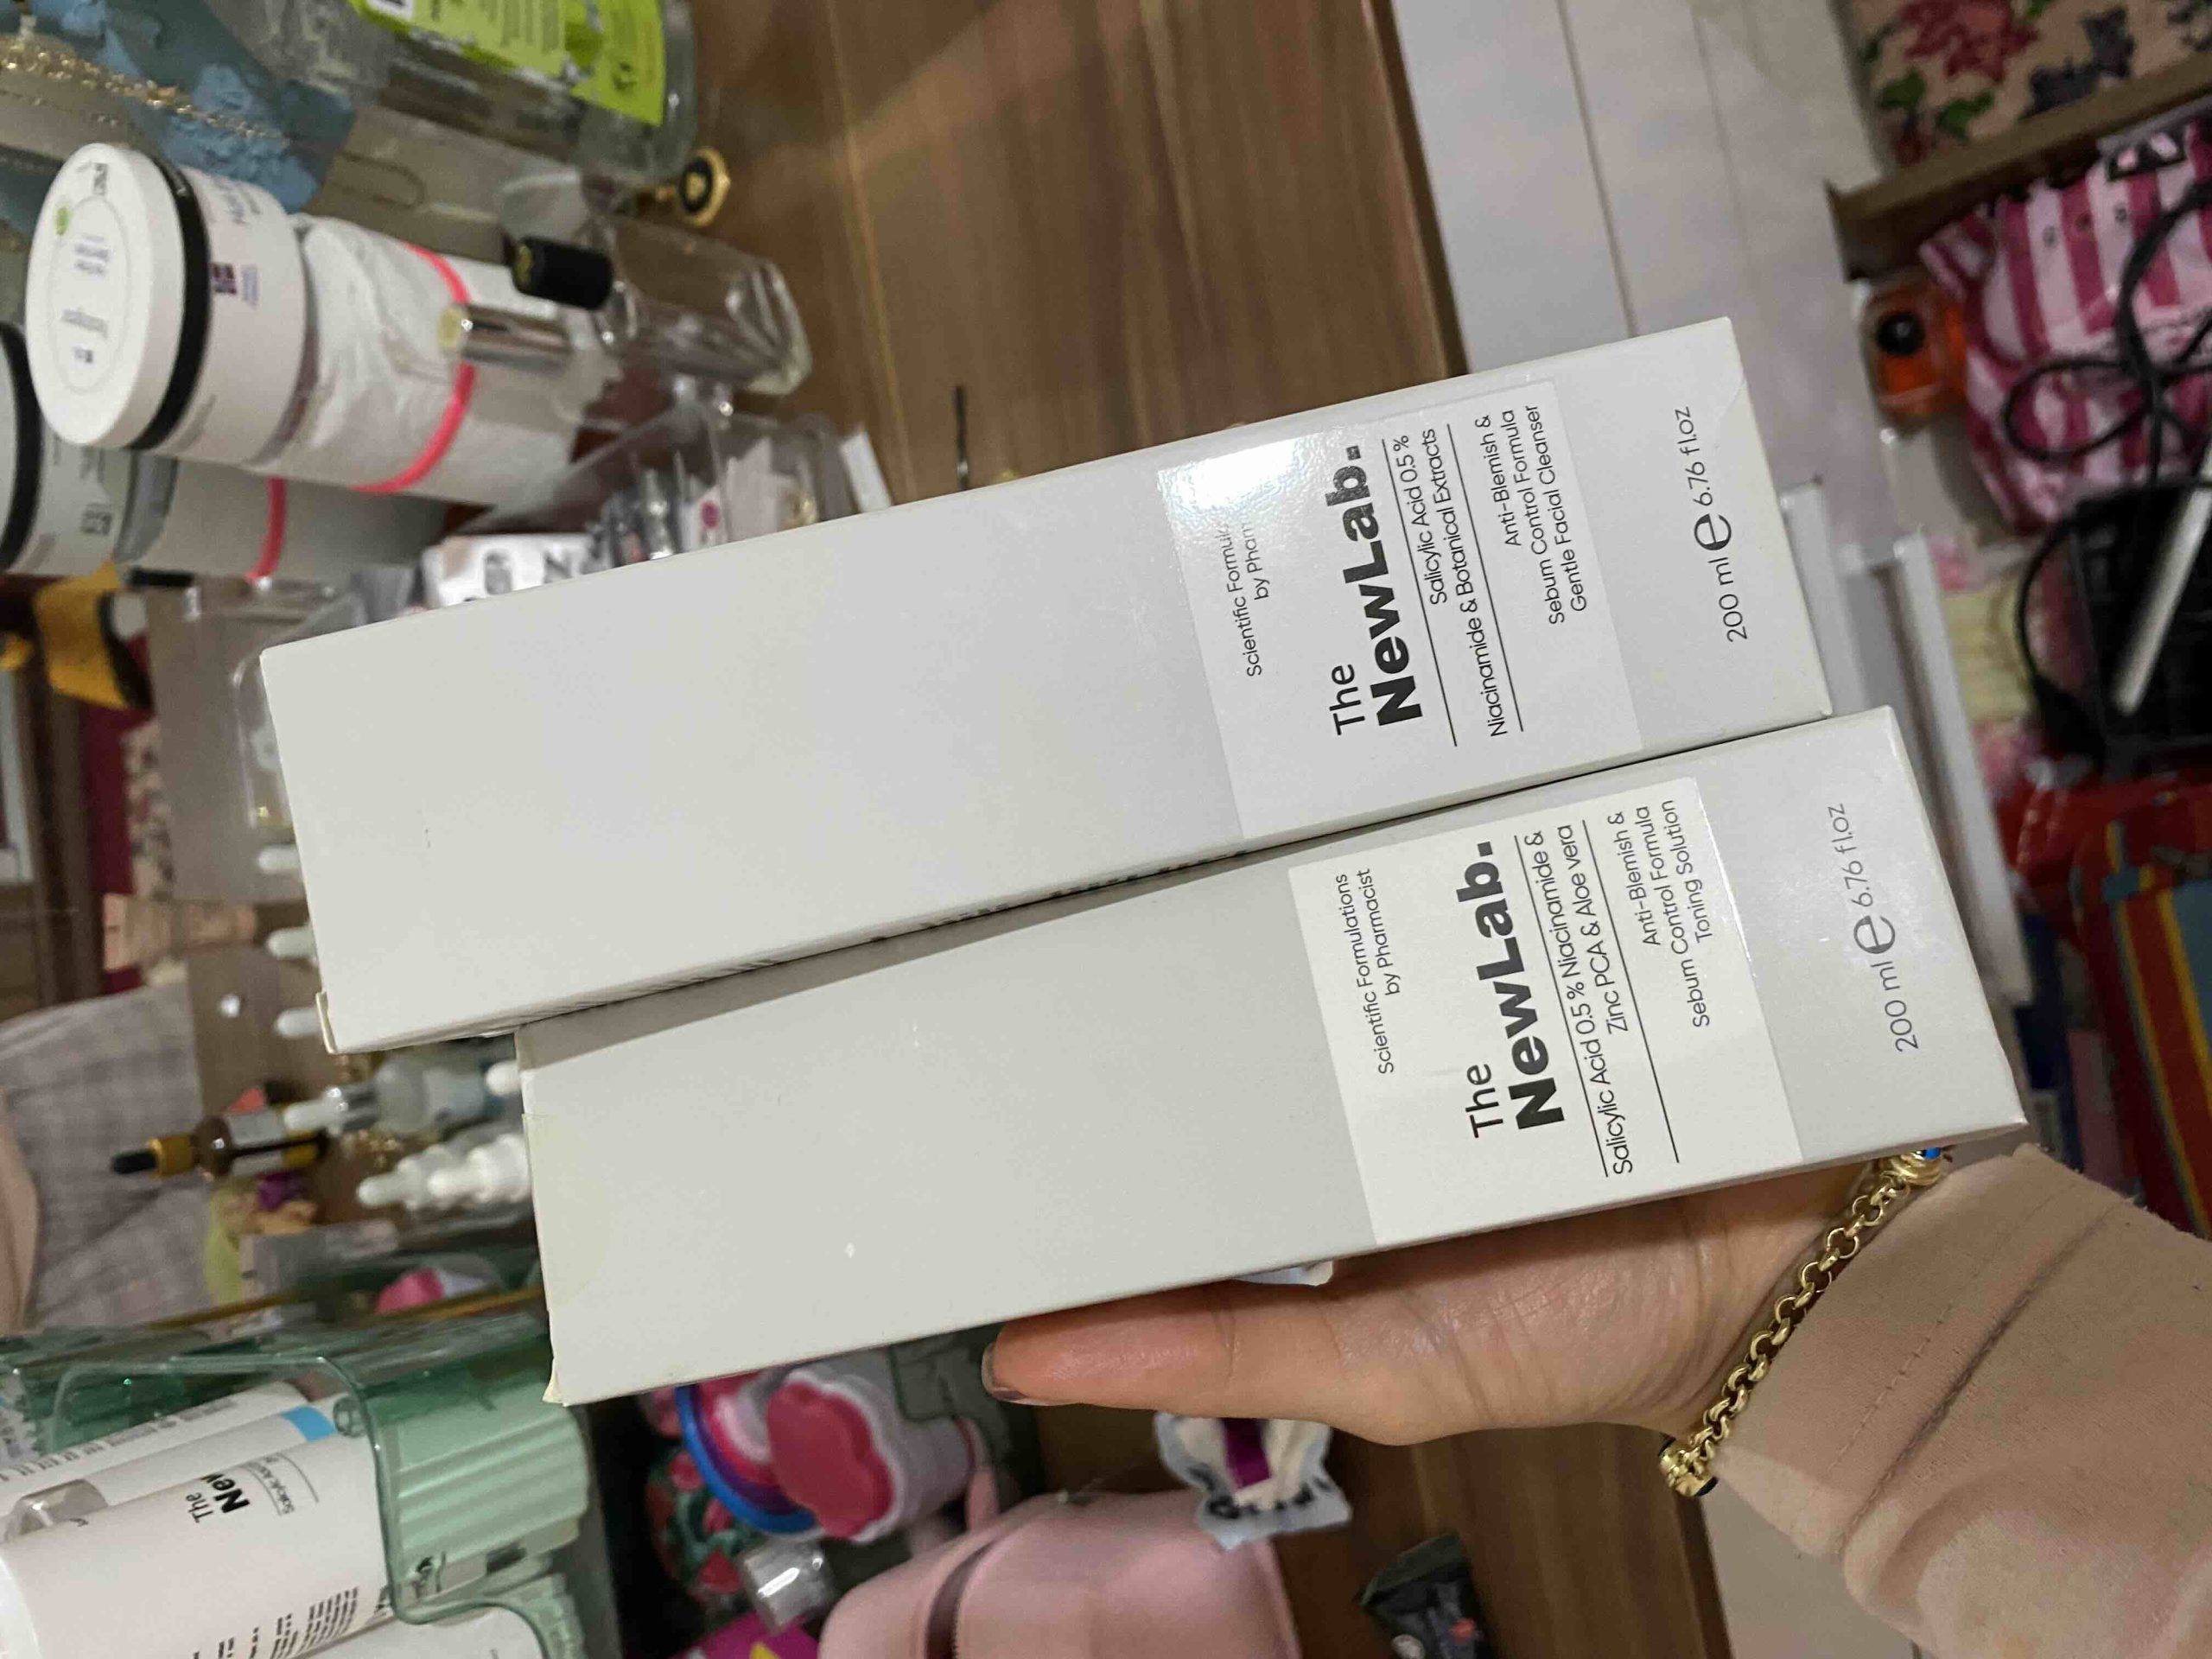 Scientific
by
The
NewLab.
Salicylic Acid 0.5 %
Niacinamide & Botanical Extracts
Anti-Blemish &
Sebum Control Formula
Gentle Facial Cleanser
200 ml e 6.76 fl.oz
Scientific Formulations
by Pharmacist
The
NewLab.
Salicylic Acid 0.5 % Niacinamide &
Zinc PCA & Aloe vera
Anti-Blemish &
Sebum Control Formula
Toning Solution
200 ml e 6.76 fl.oz
The
New